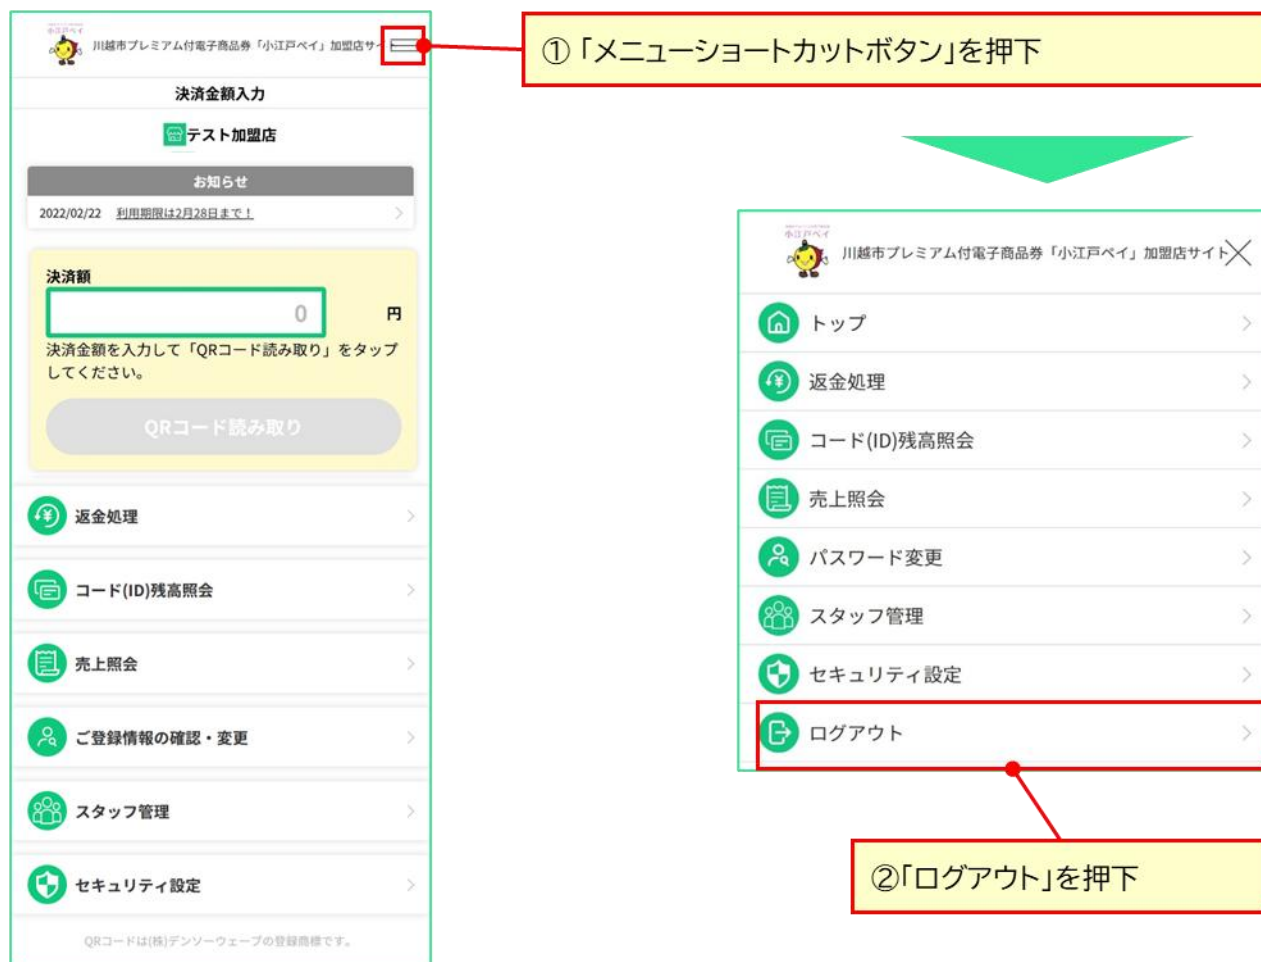 小江戸ペイ
川越市プレミアム付電子商品券「小江戸ペイ」加盟店サイ
決済金額入力
テスト加盟店
お知らせ
2022/02/22 利用期限は2月28日まで！
決済額
0 円
決済金額を入力して「QRコード読み取り」をタップ
してください。
QRコード読み取り
返金処理
コード(ID)残高照会
売上照会
ご登録情報の確認・変更
スタッフ管理
セキュリティ設定
QRコードは(株)デンソーウェーブの登録商標です。
①「メニューショートカットボタン」を押下
小江戸ペイ
川越市プレミアム付電子商品券「小江戸ペイ」加盟店サイト
トップ
返金処理
コード(ID)残高照会
売上照会
パスワード変更
スタッフ管理
セキュリティ設定
ログアウト
②「ログアウト」を押下